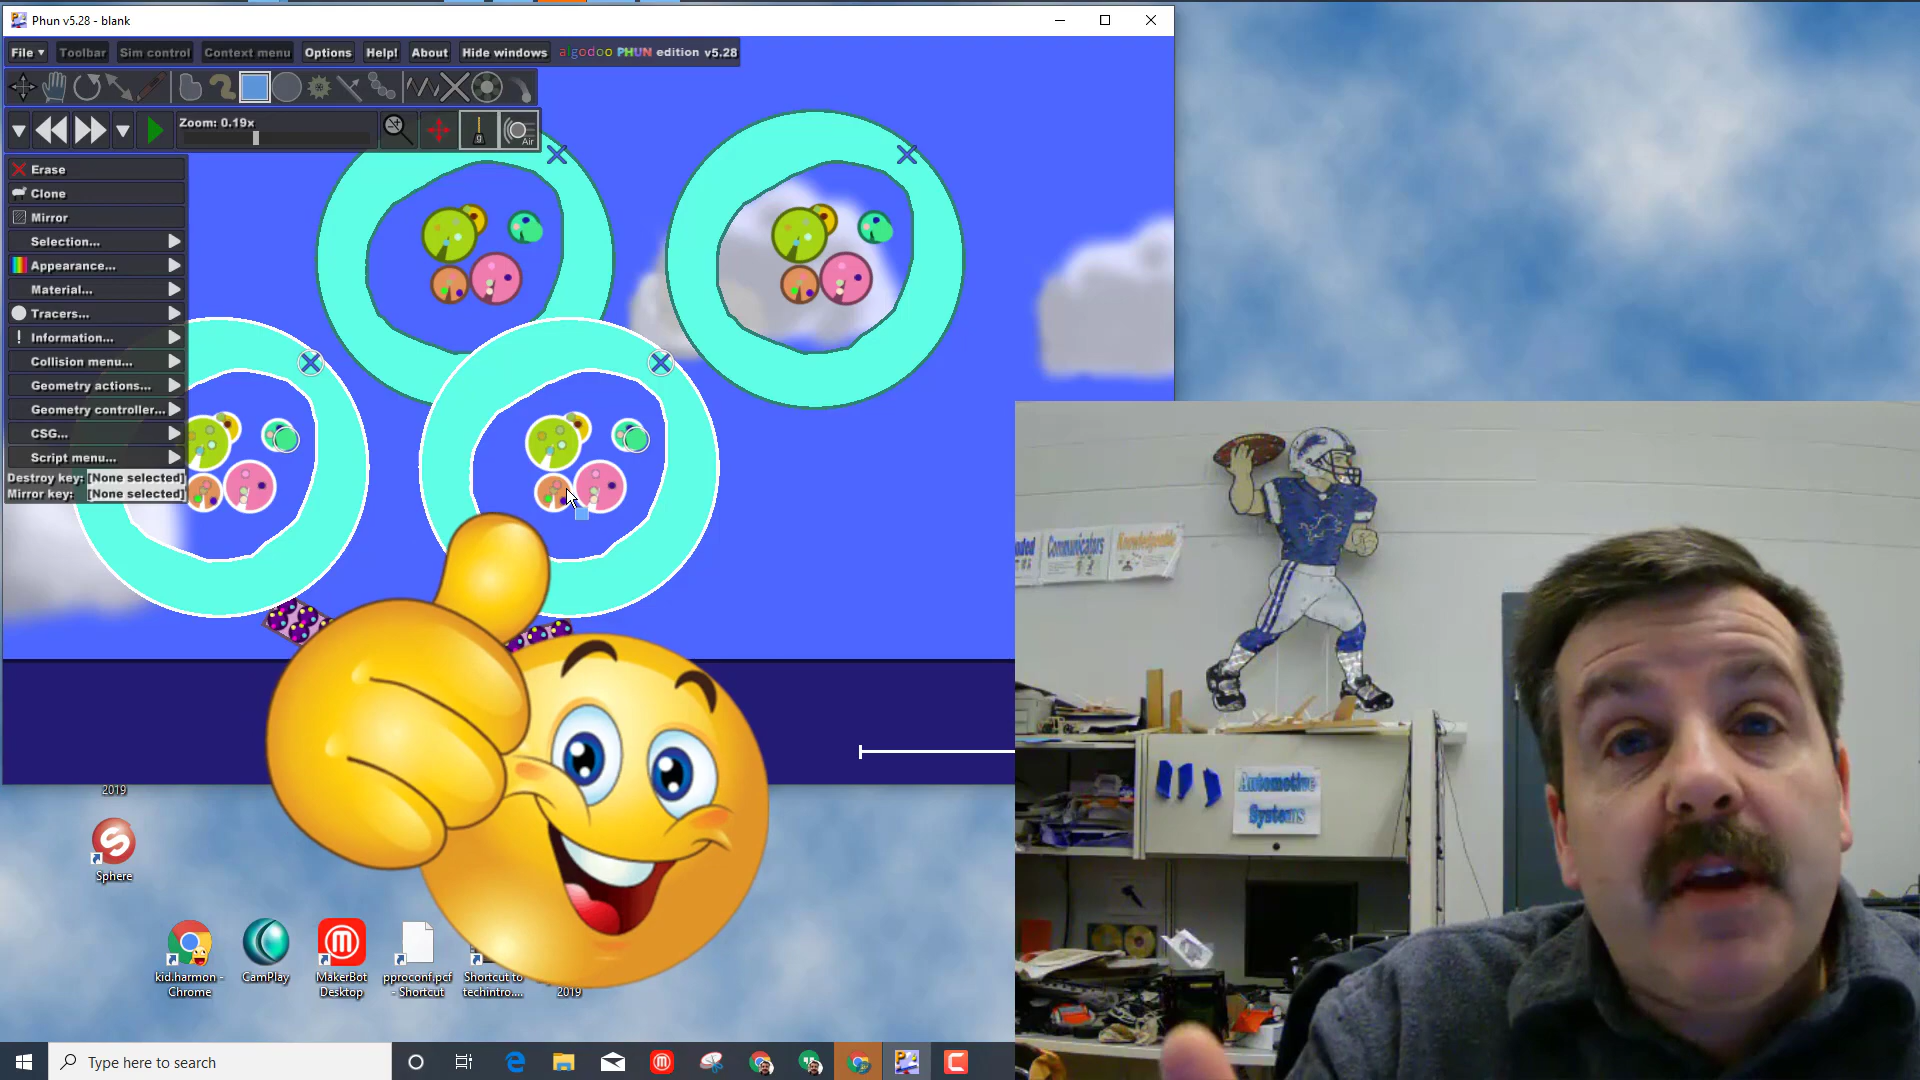 Phun v5.28 - blank
File Toolbar Sim control Context menu Options Help! About Hide windows algodoo PHUN edition v5.28
Zoom: 0.19x
g
Air
Erase
Clone
Mirror
Selection...
Appearance...
Material...
Tracers...
Information...
Collision menu...
Geometry actions...
Geometry controller...
CSG...
Script menu...
Destroy key: [None selected]
Mirror key: [None selected]
Communicators
Knowledgeable
Automotive
Systems
2019
Sphere
kid.harmon - Chrome
CamPlay
MakerBot Desktop
pproconf.pcf - Shortcut
Shortcut to techintro....
2019
Type here to search